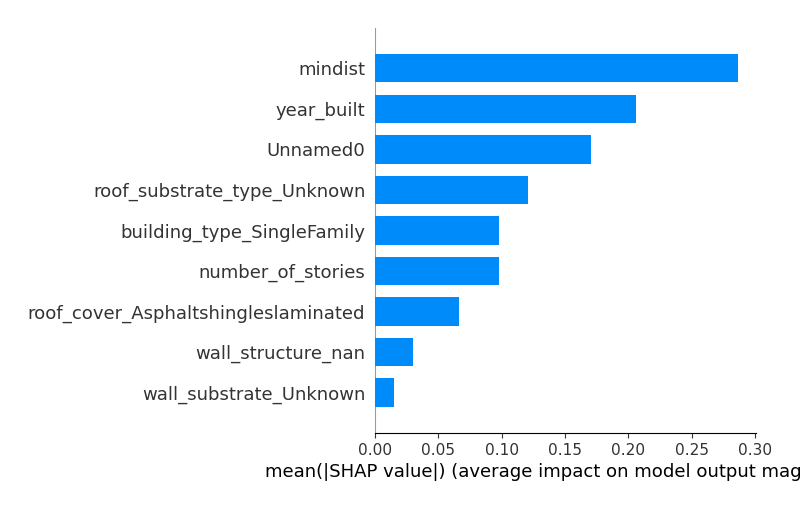 mindist
year_built
Unnamed0
roof_substrate_type_Unknown
building_type_SingleFamily
number_of_stories
roof_cover_Asphaltshingleslaminated
wall_structure_nan
wall_substrate_Unknown
0.00 0.05 0.10 0.15 0.20 0.25 0.30
mean(|SHAP value|) (average impact on model output mag